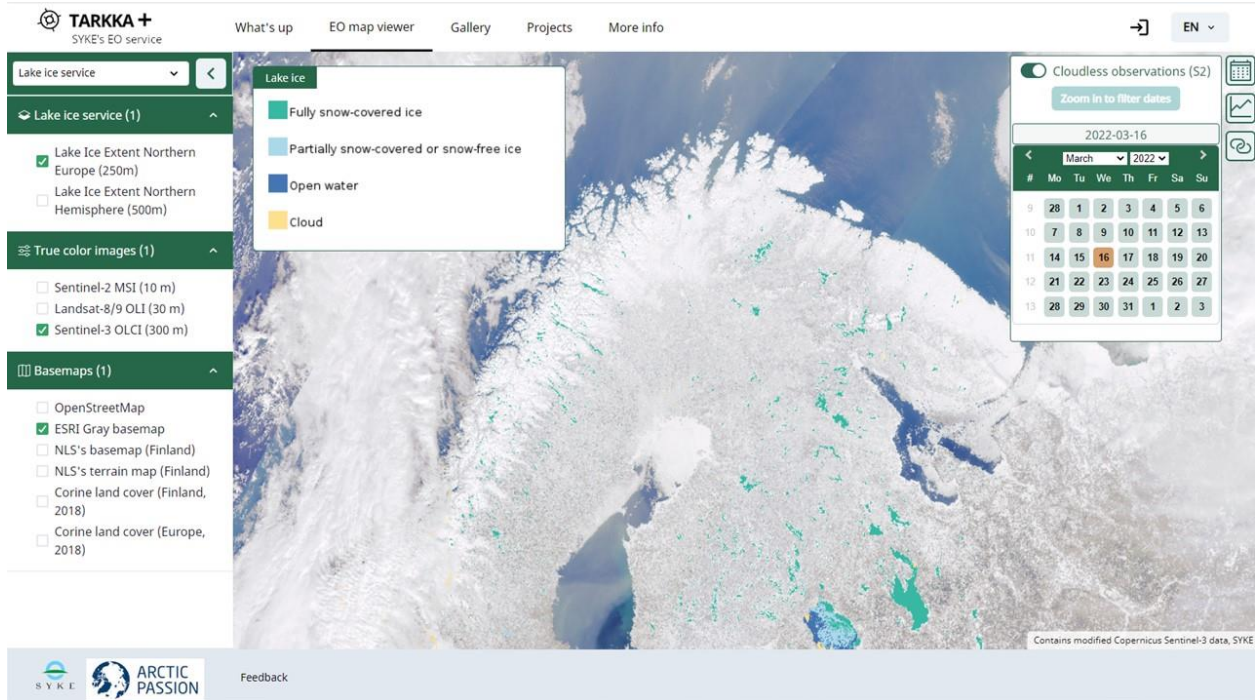 TARKKA +
SYKE's EO service
What's up
EO map viewer
Gallery
Projects
More info
EN
Lake ice service
Lake ice service (1)
Lake Ice Extent Northern
Europe (250m)
Lake Ice Extent Northern
Hemisphere (500m)
True color images (1)
Sentinel-2 MSI (10 m)
Landsat-8/9 OLI (30 m)
Sentinel-3 OLCI (300 m)
Basemaps (1)
OpenStreetMap
ESRI Gray basemap
NLS's basemap (Finland)
NLS's terrain map (Finland)
Corine land cover (Finland,
2018)
Corine land cover (Europe,
2018)
Lake ice
Fully snow-covered ice
Partially snow-covered or snow-free ice
Open water
Cloud
Cloudless observations (S2)
Zoom in to filter dates
2022-03-16
March 2022
# Mo Tu We Th Fr Sa Su
9 28 1 2 3 4 5 6
10 7 8 9 10 11 12 13
11 14 15 16 17 18 19 20
12 21 22 23 24 25 26 27
13 28 29 30 31 1 2 3
Contains modified Copernicus Sentinel-3 data, SYKE
SYKE
ARCTIC
PASSION
Feedback